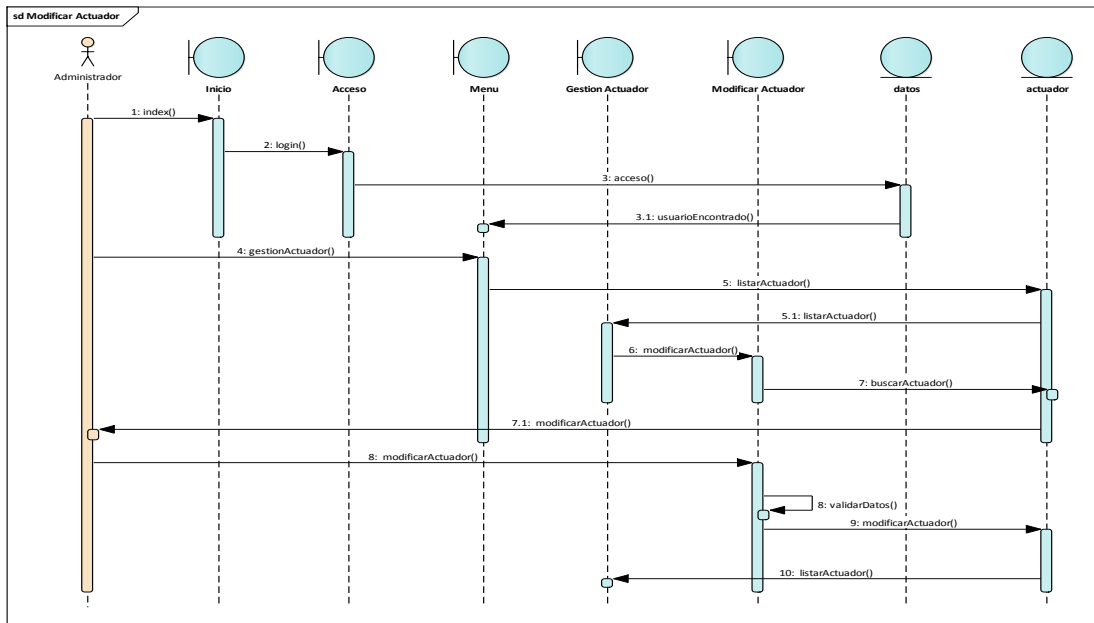 sd Modificar Actuador
Administrador
Inicio
Acceso
Menu
Gestion Actuador
Modificar Actuador
datos
actuador
1: index()
2: login()
3: acceso()
3.1: usuarioEncontrado()
4: gestionActuador()
5: listarActuador()
5.1: listarActuador()
6: modificarActuador()
7: buscarActuador()
7.1: modificarActuador()
8: modificarActuador()
8: validarDatos()
9: modificarActuador()
10: listarActuador()